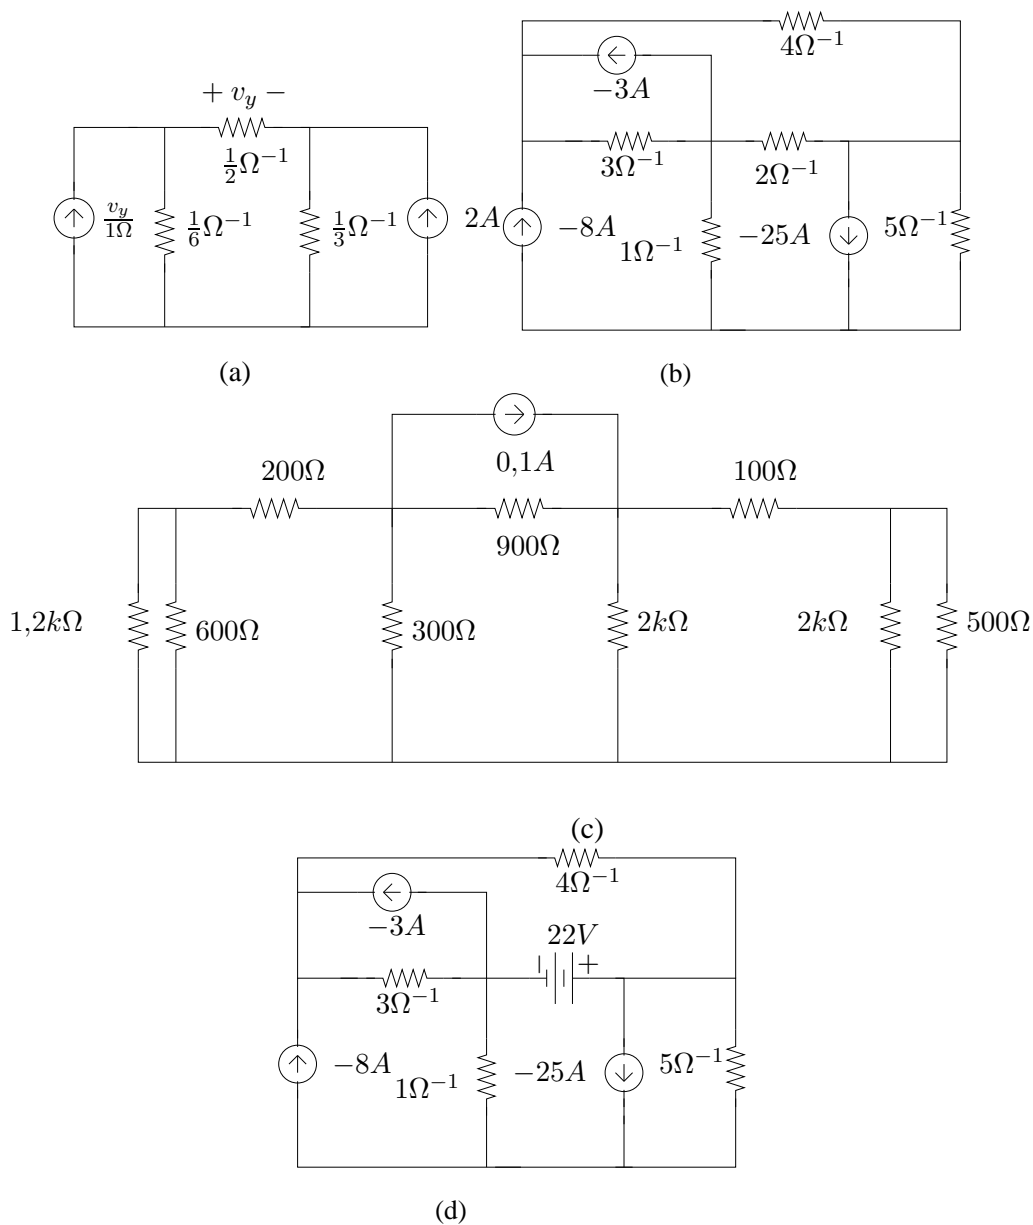 4Ω⁻¹
−3A
+ v_y −
½Ω⁻¹
3Ω⁻¹
2Ω⁻¹
v_y/1Ω
1/6 Ω⁻¹
1/3 Ω⁻¹
2A
−8A
1Ω⁻¹
−25A
5Ω⁻¹
(a)
(b)
0,1A
200Ω
100Ω
900Ω
1,2kΩ
600Ω
300Ω
2kΩ
2kΩ
500Ω
(c)
4Ω⁻¹
−3A
22V
+
3Ω⁻¹
−8A
1Ω⁻¹
−25A
5Ω⁻¹
(d)